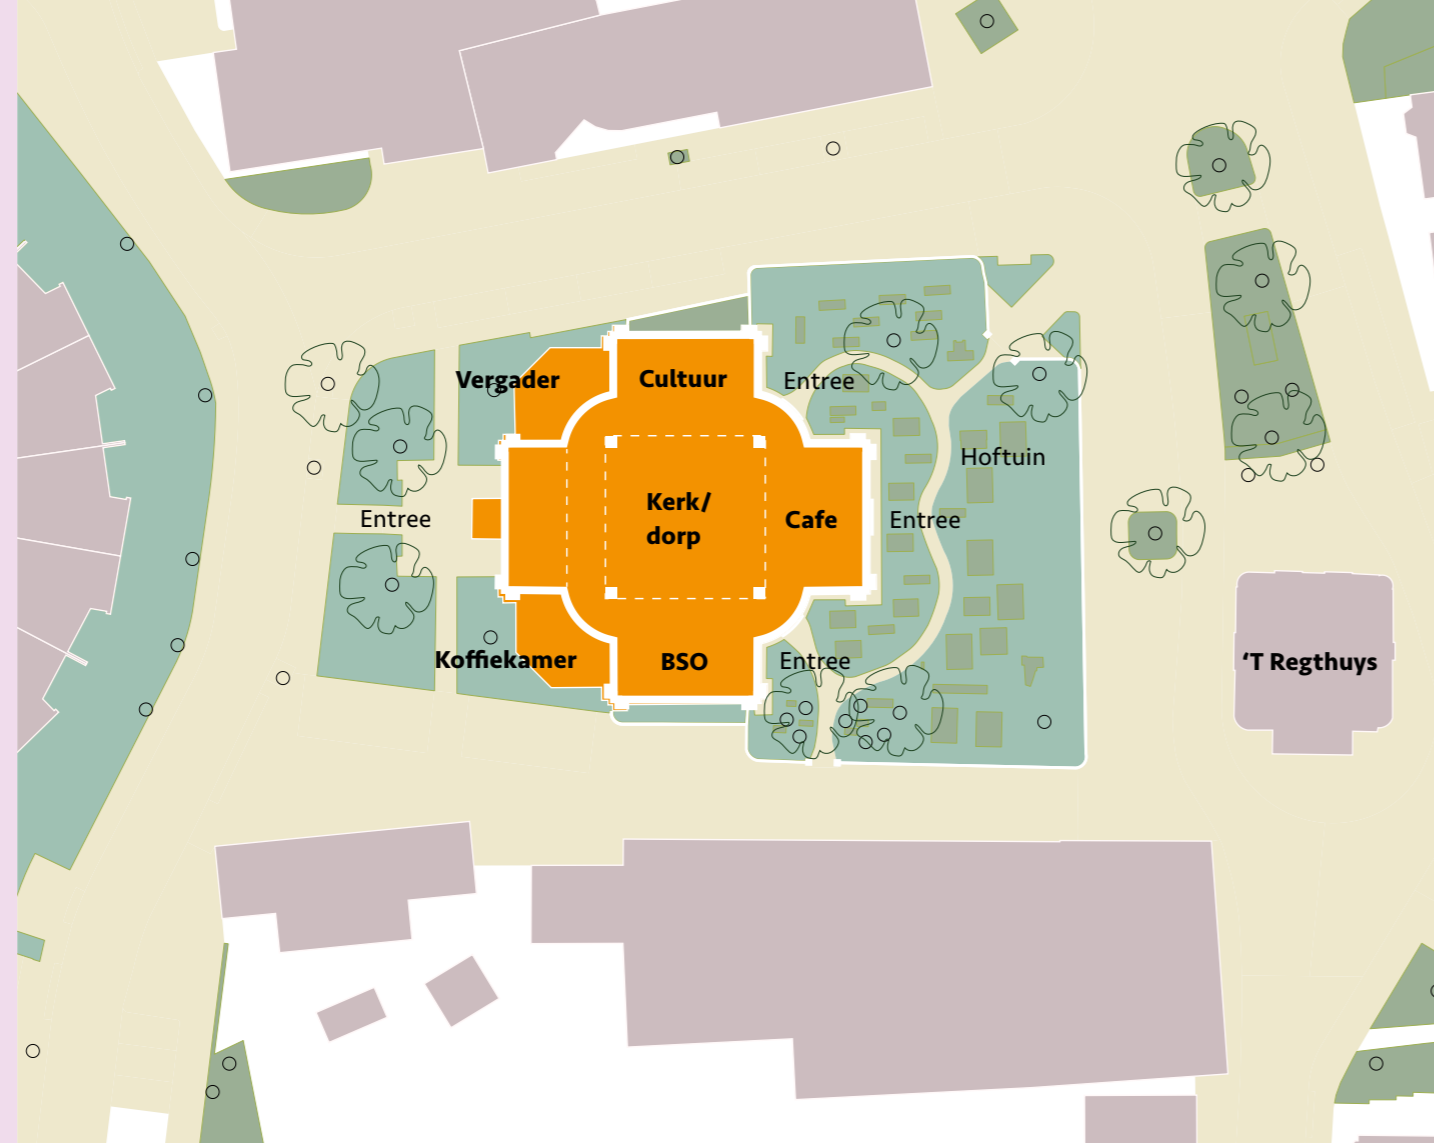 Vergader
Cultuur
Entree
Hoftuin
Kerk/
dorp
Entree
Cafe
Entree
Koffiekamer
BSO
Entree
‘T Regthuys